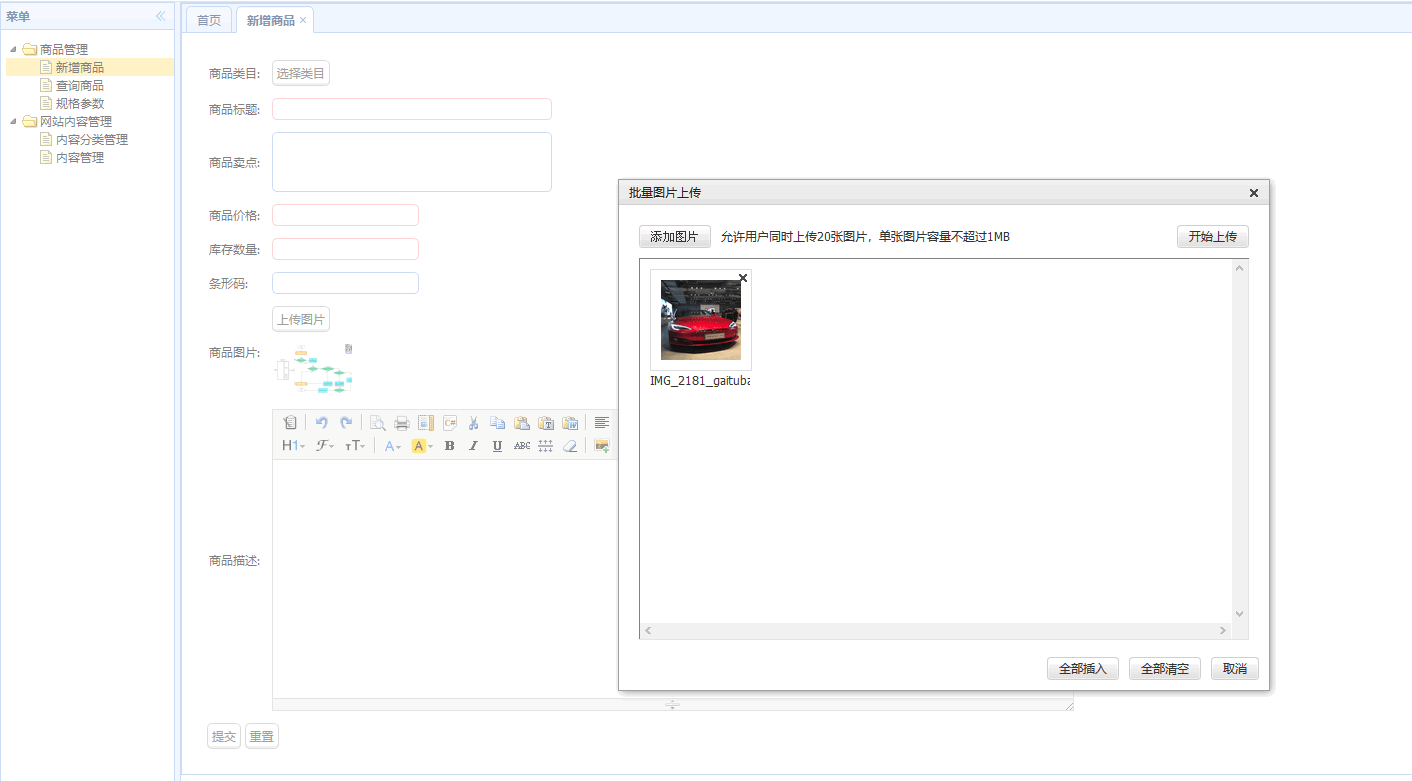 菜单
首页
新增商品
商品管理
新增商品
查询商品
规格参数
网站内容管理
内容分类管理
内容管理
商品类目:
选择类目
商品标题:
商品卖点:
商品价格:
库存数量:
条形码:
上传图片
商品图片:
H1
F
TT
A
A
B
I
U
ABC
商品描述:
提交
重置
批量图片上传
添加图片
允许用户同时上传20张图片，单张图片容量不超过1MB
开始上传
IMG_2181_gaituba
全部插入
全部清空
取消